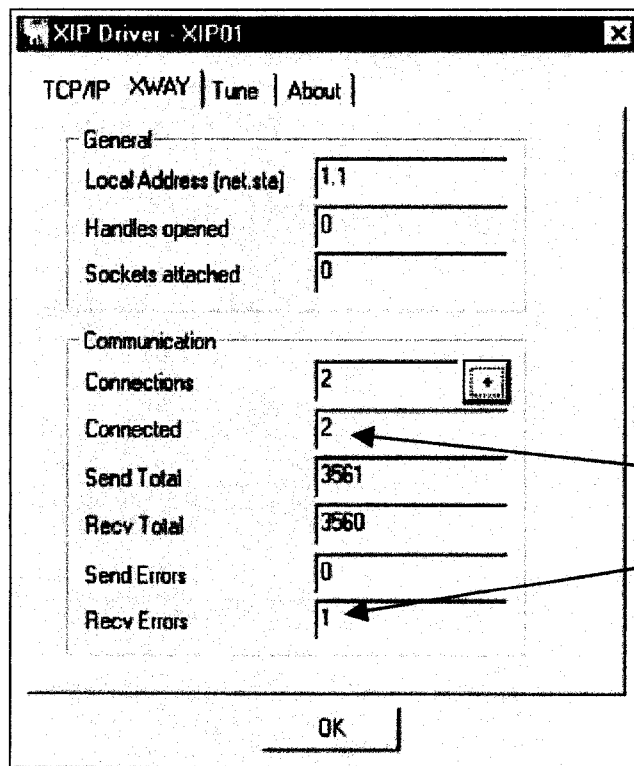 XIP Driver - XIP01
TCP/IP XWAY Tune About
General
Local Address (net.sta) 1.1
Handles opened 0
Sockets attached 0
Communication
Connections 2 +
Connected 2
Send Total 3561
Recv Total 3560
Send Errors 0
Recv Errors 1
OK